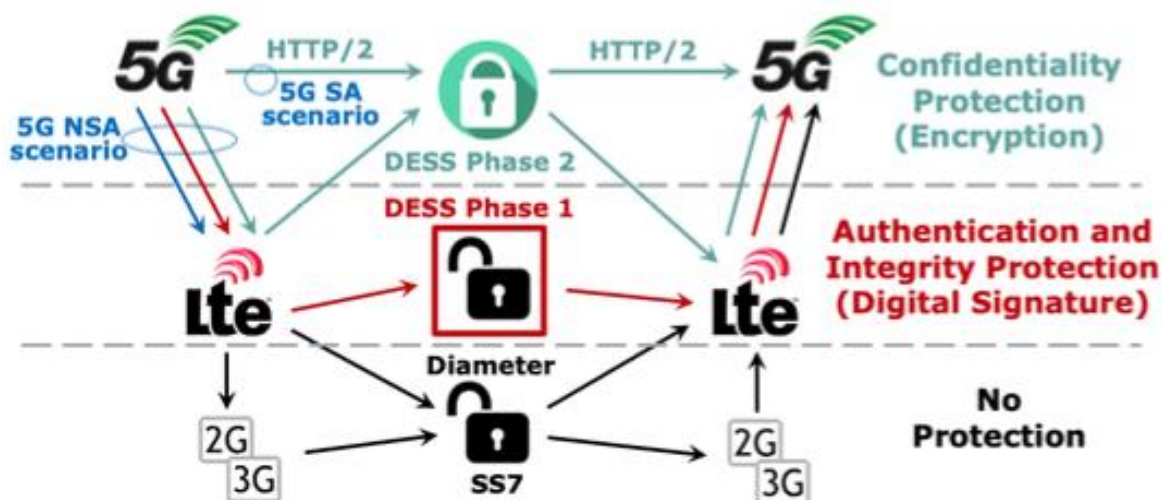 5G
HTTP/2
HTTP/2
5G
Confidentiality
Protection
(Encryption)
5G SA
scenario
5G NSA
scenario
DESS Phase 2
DESS Phase 1
Authentication and
Integrity Protection
(Digital Signature)
Lte
Lte
Diameter
No
Protection
2G
3G
SS7
2G
3G